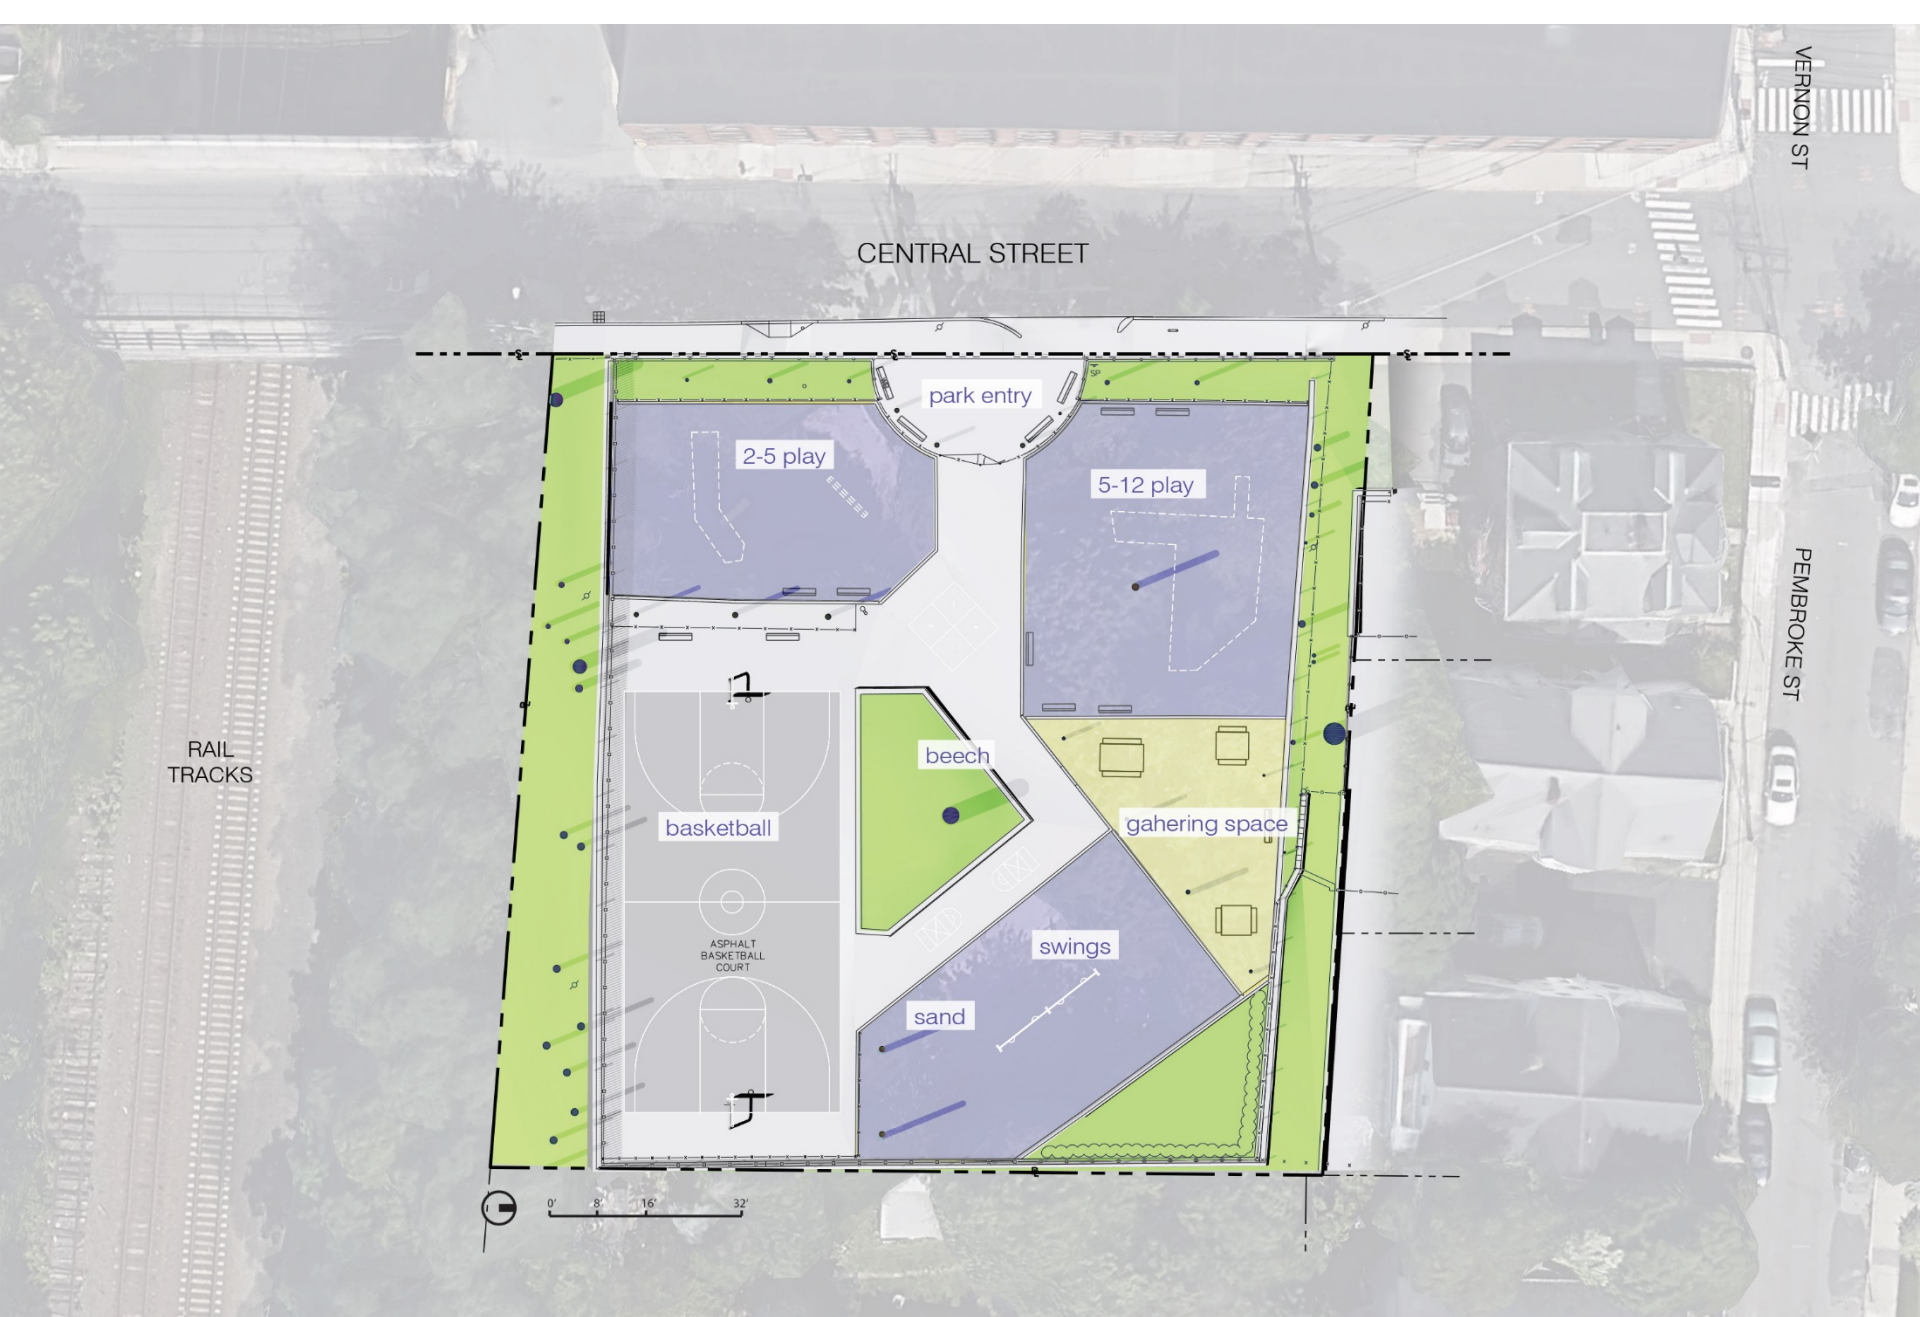 VERNON ST
CENTRAL STREET
park entry
SP
2-5 play
5-12 play
PEMBROKE ST
RAIL
TRACKS
beech
basketball
gahering space
ASPHALT
BASKETBALL
COURT
swings
sand
0' 8' 16' 32'